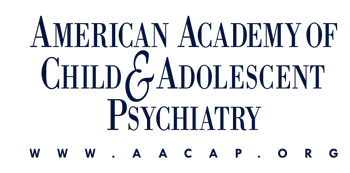 AMERICAN ACADEMY OF
CHILD & ADOLESCENT
PSYCHIATRY
WWW.AACAP.ORG